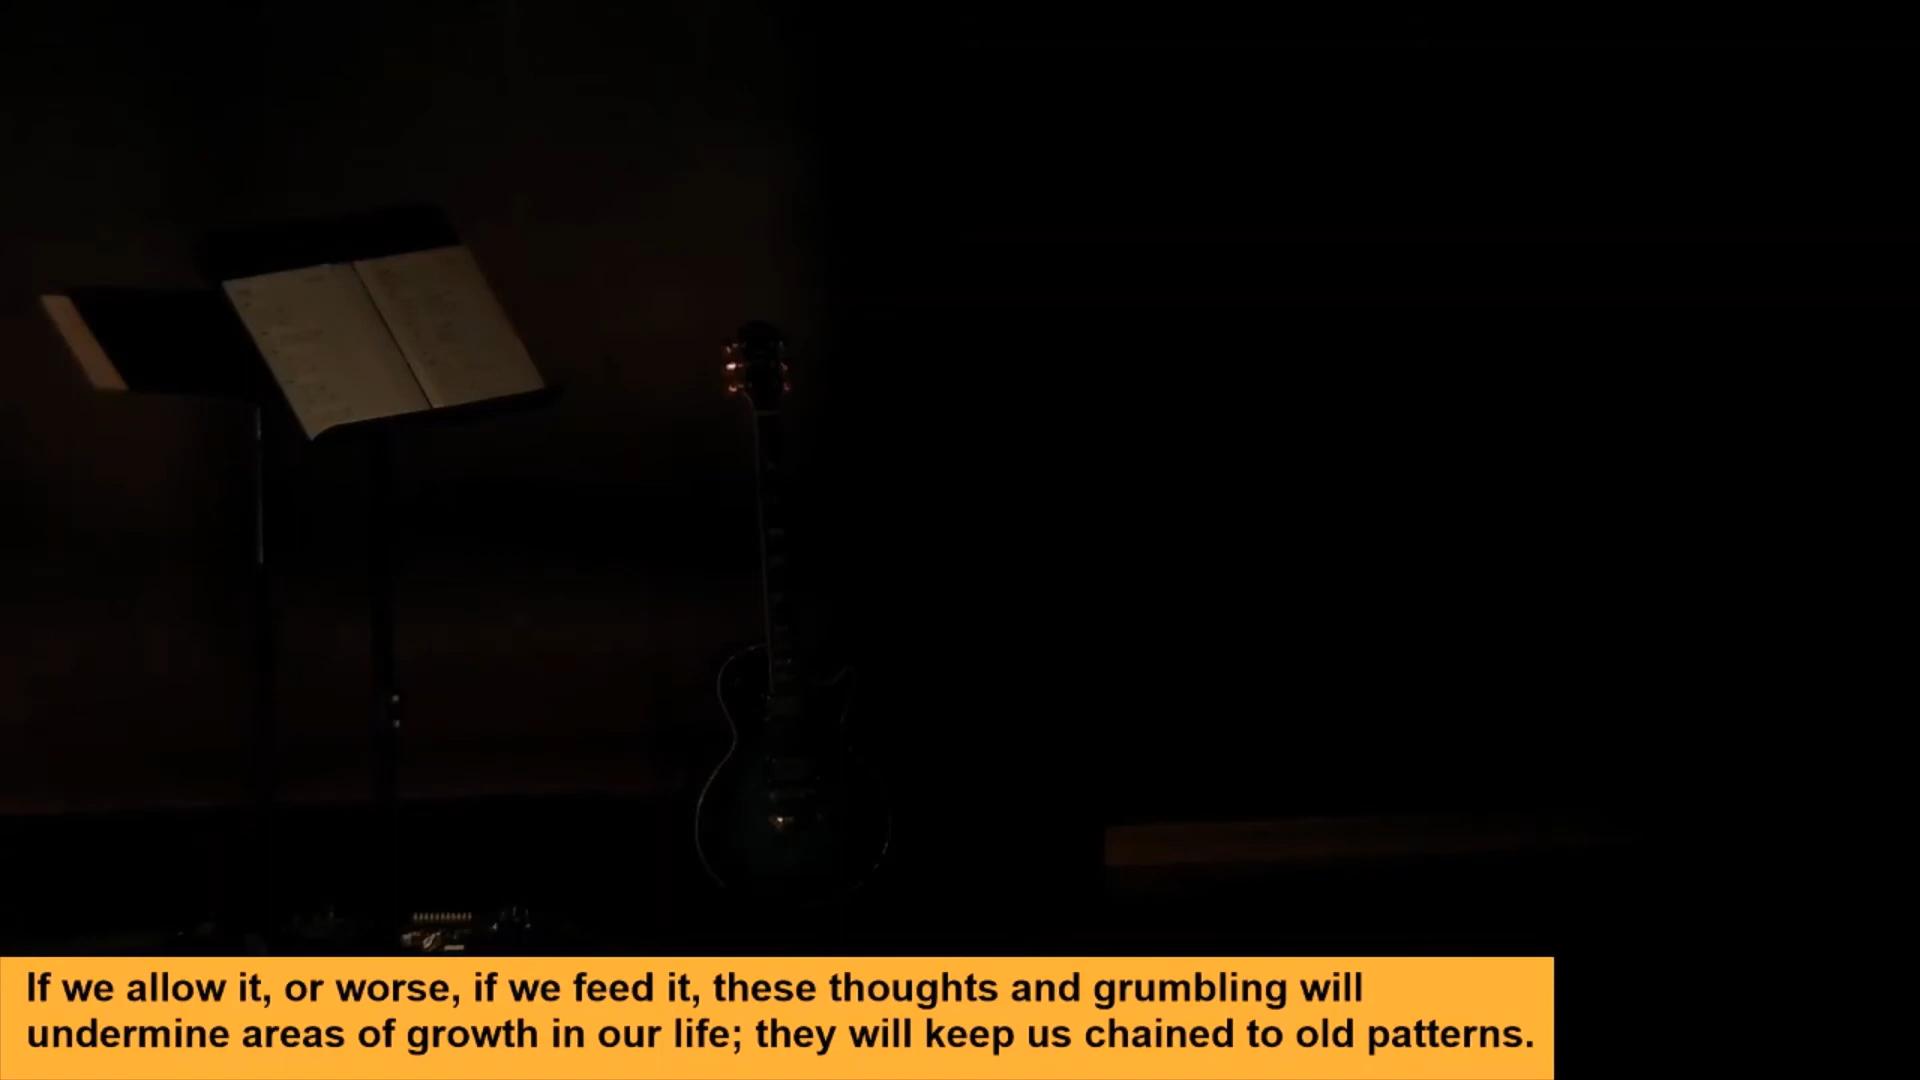 If we allow it, or worse, if we feed it, these thoughts and grumbling will
undermine areas of growth in our life; they will keep us chained to old patterns.